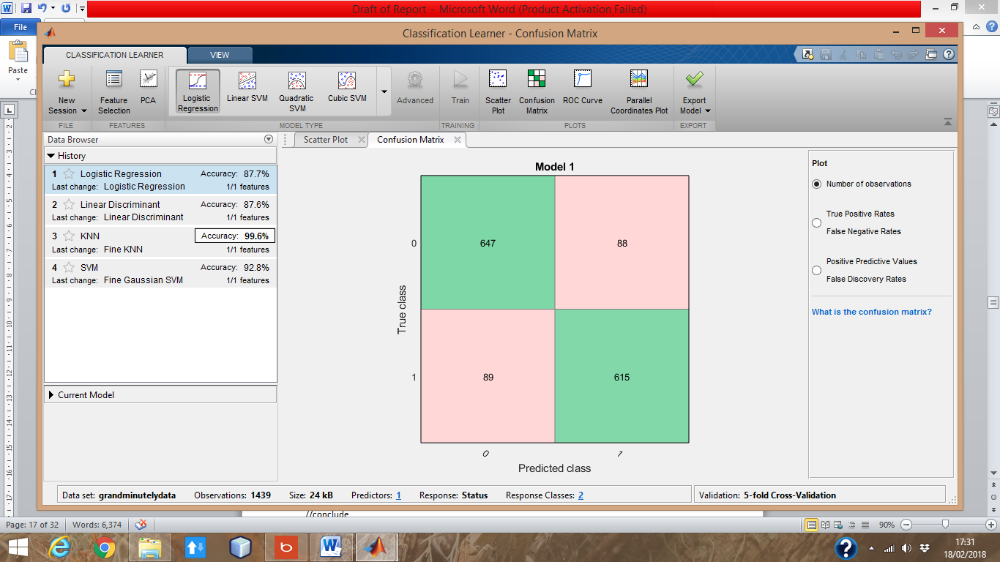 Draft of Report - Microsoft Word (Product Activation Failed)
File
Paste
Classification Learner - Confusion Matrix
CLASSIFICATION LEARNER
VIEW
New Session
Feature Selection
PCA
Logistic Regression
Linear SVM
Quadratic SVM
Cubic SVM
Advanced
Train
Scatter Plot
Confusion Matrix
ROC Curve
Parallel Coordinates Plot
Export Model
FILE
FEATURES
MODEL TYPE
TRAINING
PLOTS
EXPORT
Data Browser
History
1 Logistic Regression Accuracy: 87.7%
Last change: Logistic Regression 1/1 features
2 Linear Discriminant Accuracy: 87.6%
Last change: Linear Discriminant 1/1 features
3 KNN Accuracy: 99.6%
Last change: Fine KNN 1/1 features
4 SVM Accuracy: 92.8%
Last change: Fine Gaussian SVM 1/1 features
Current Model
Scatter Plot
Confusion Matrix
Model 1
True class
0
647
88
1
89
615
0
1
Predicted class
Plot
Number of observations
True Positive Rates
False Negative Rates
Positive Predictive Values
False Discovery Rates
What is the confusion matrix?
Data set: grandminutelydata Observations: 1439 Size: 24 kB Predictors: 1 Response: Status Response Classes: 2
Validation: 5-fold Cross-Validation
//conclude
Page: 17 of 32
Words: 6,374
90%
17:31
18/02/2018